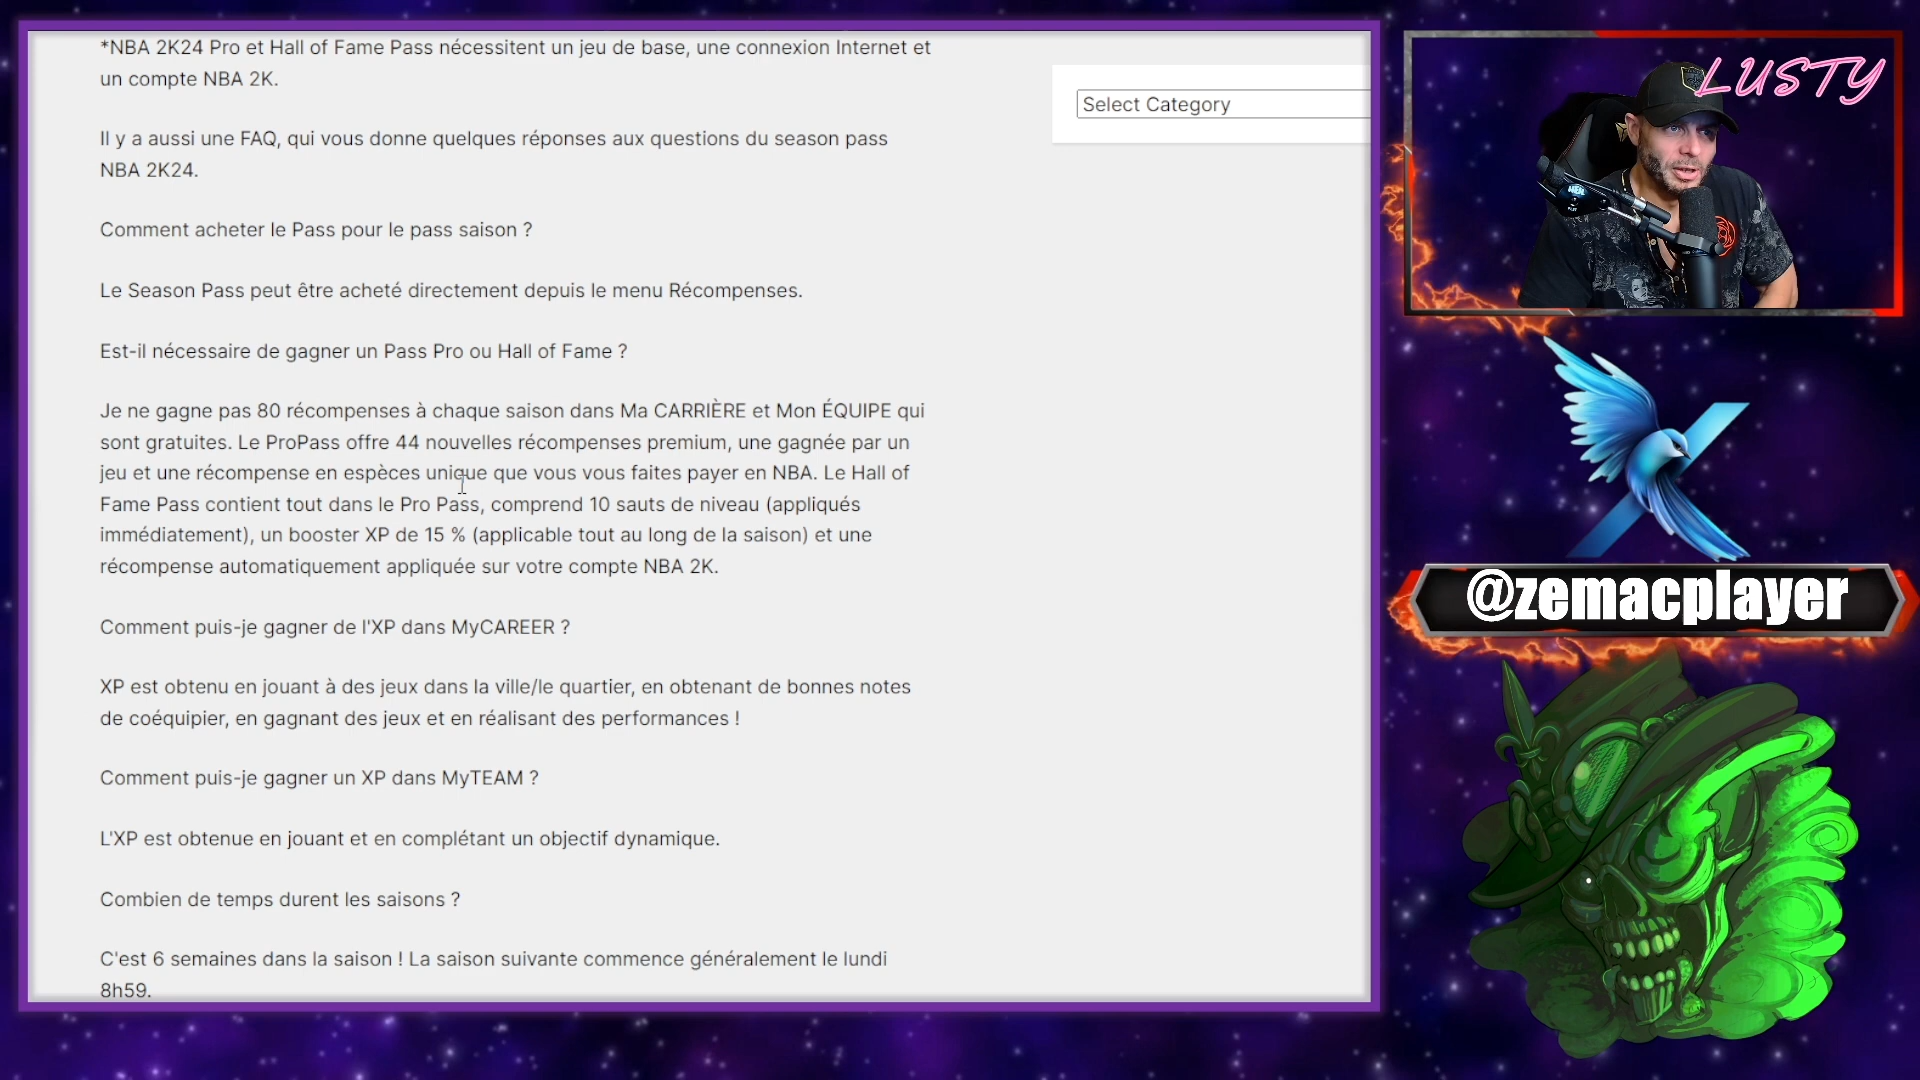 *NBA 2K24 Pro et Hall of Fame Pass nécessitent un jeu de base, une connexion Internet et
un compte NBA 2K.
Il y a aussi une FAQ, qui vous donne quelques réponses aux questions du season pass
NBA 2K24.
Comment acheter le Pass pour le pass saison ?
Le Season Pass peut être acheté directement depuis le menu Récompenses.
Est-il nécessaire de gagner un Pass Pro ou Hall of Fame ?
Je ne gagne pas 80 récompenses à chaque saison dans Ma CARRIÈRE et Mon ÉQUIPE qui
sont gratuites. Le ProPass offre 44 nouvelles récompenses premium, une gagnée par un
jeu et une récompense en espèces unique que vous vous faites payer en NBA. Le Hall of
Fame Pass contient tout dans le Pro Pass, comprend 10 sauts de niveau (appliqués
immédiatement), un booster XP de 15 % (applicable tout au long de la saison) et une
récompense automatiquement appliquée sur votre compte NBA 2K.
Comment puis-je gagner de l'XP dans MyCAREER ?
XP est obtenu en jouant à des jeux dans la ville/le quartier, en obtenant de bonnes notes
de coéquipier, en gagnant des jeux et en réalisant des performances !
Comment puis-je gagner un XP dans MyTEAM ?
L'XP est obtenue en jouant et en complétant un objectif dynamique.
Combien de temps durent les saisons ?
C'est 6 semaines dans la saison ! La saison suivante commence généralement le lundi
8h59.
Select Category
LUSTY
@zemacplayer